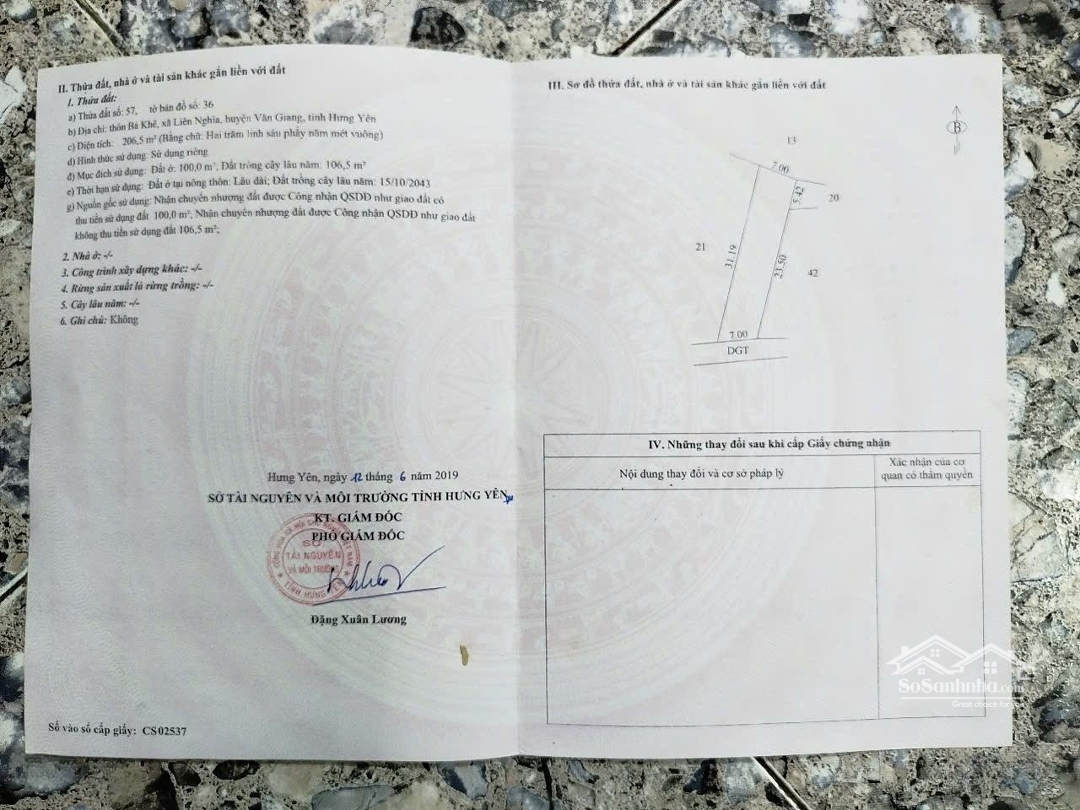 II. Thửa đất, nhà ở và tài sản khác gắn liền với đất
1. Thửa đất:
a) Thửa đất số: 57, tờ bản đồ số: 36
b) Địa chỉ: thôn Bá Khê, xã Liên Nghĩa, huyện Văn Giang, tỉnh Hưng Yên
c) Diện tích: 206,5 m² (Bằng chữ: Hai trăm linh sáu phẩy năm mét vuông)
d) Hình thức sử dụng: Sử dụng riêng
đ) Mục đích sử dụng: Đất ở: 100,0 m²; Đất trồng cây lâu năm: 106,5 m²
e) Thời hạn sử dụng: Đất ở tại nông thôn: Lâu dài; Đất trồng cây lâu năm: 15/10/2043
g) Nguồn gốc sử dụng: Nhận chuyển nhượng đất được Công nhận QSDĐ như giao đất có
thu tiền sử dụng đất 100,0 m²; Nhận chuyển nhượng đất được Công nhận QSDĐ như giao đất
không thu tiền sử dụng đất 106,5 m²;
2. Nhà ở: -/-
3. Công trình xây dựng khác: -/-
4. Rừng sản xuất là rừng trồng: -/-
5. Cây lâu năm: -/-
6. Ghi chú: Không
Hưng Yên, ngày 12 tháng 6 năm 2019
SỞ TÀI NGUYÊN VÀ MÔI TRƯỜNG TỈNH HƯNG YÊN
KT. GIÁM ĐỐC
PHÓ GIÁM ĐỐC
SỞ
TÀI NGUYÊN
VÀ MÔI TRƯỜNG
Đặng Xuân Lương
Số vào sổ cấp giấy: CS02537
III. Sơ đồ thửa đất, nhà ở và tài sản khác gắn liền với đất
B
13
7.00
5.42
20
21
31.19
23.50
42
7.00
DGT
IV. Những thay đổi sau khi cấp Giấy chứng nhận
Nội dung thay đổi và cơ sở pháp lý
Xác nhận của cơ
quan có thẩm quyền
SoSanhnha.com
Great choice for you